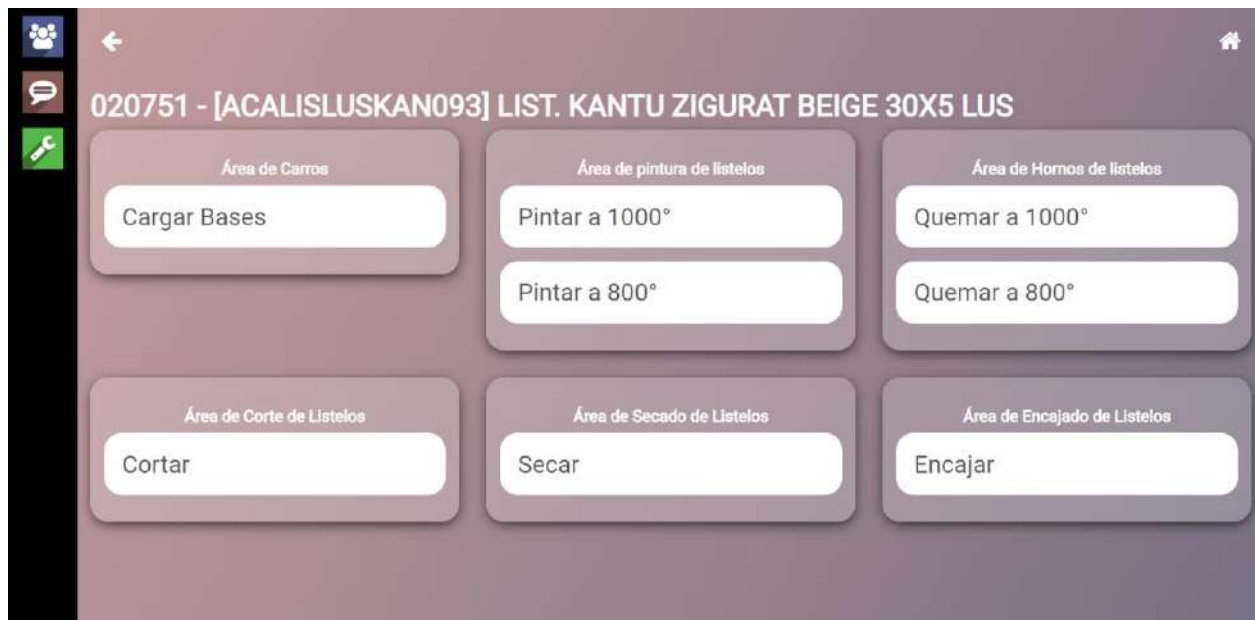 020751 - [ACALISLUSKAN093] LIST. KANTU ZIGURAT BEIGE 30X5 LUS
Área de Carros
Cargar Bases
Área de pintura de listelos
Pintar a 1000°
Pintar a 800°
Área de Hornos de listelos
Quemar a 1000°
Quemar a 800°
Área de Corte de Listelos
Cortar
Área de Secado de Listelos
Secar
Área de Encajado de Listelos
Encajar